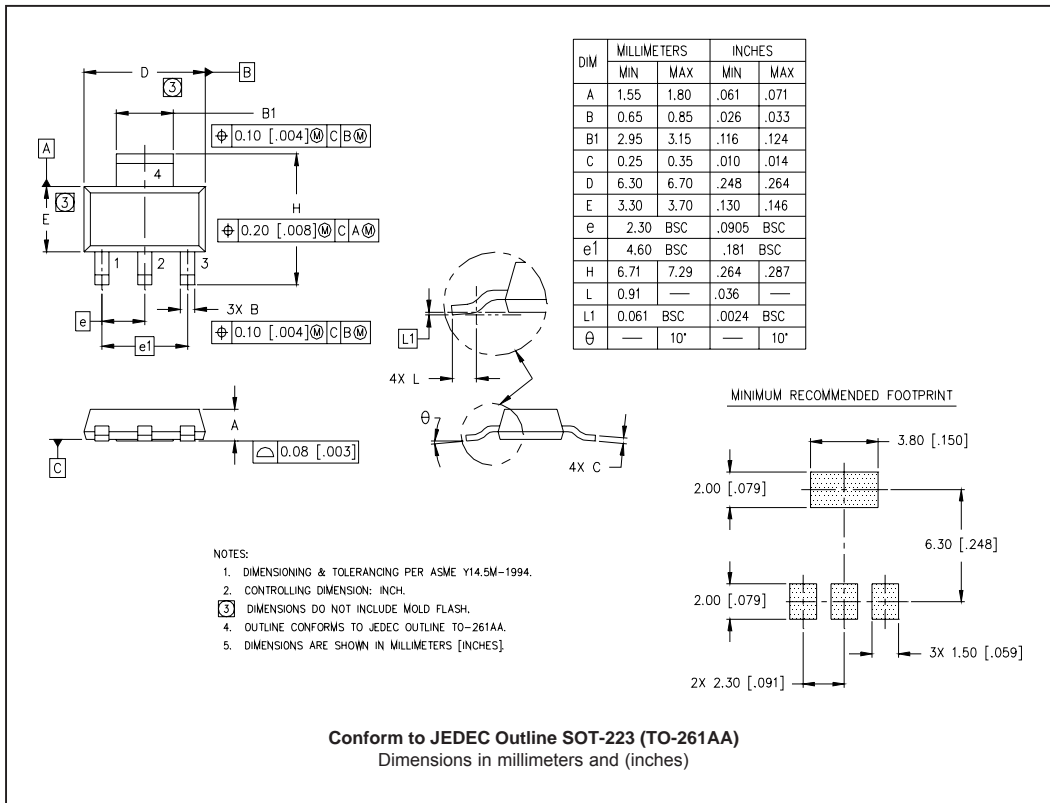 D
B
3
B1
⌖ 0.10 [.004]Ⓜ C BⓂ
A
4
3
E
H
⌖ 0.20 [.008]Ⓜ C AⓂ
1 2 3
3X B
e
⌖ 0.10 [.004]Ⓜ C BⓂ
e1
L1
4X L
θ
A
C
⌓ 0.08 [.003]
4X C
DIM MILLIMETERS INCHES
MIN MAX MIN MAX
A 1.55 1.80 .061 .071
B 0.65 0.85 .026 .033
B1 2.95 3.15 .116 .124
C 0.25 0.35 .010 .014
D 6.30 6.70 .248 .264
E 3.30 3.70 .130 .146
e 2.30 BSC .0905 BSC
e1 4.60 BSC .181 BSC
H 6.71 7.29 .264 .287
L 0.91 — .036 —
L1 0.061 BSC .0024 BSC
θ — 10° — 10°
MINIMUM RECOMMENDED FOOTPRINT
3.80 [.150]
2.00 [.079]
6.30 [.248]
2.00 [.079]
3X 1.50 [.059]
2X 2.30 [.091]
NOTES:
1. DIMENSIONING & TOLERANCING PER ASME Y14.5M-1994.
2. CONTROLLING DIMENSION: INCH.
3 DIMENSIONS DO NOT INCLUDE MOLD FLASH.
4. OUTLINE CONFORMS TO JEDEC OUTLINE TO-261AA.
5. DIMENSIONS ARE SHOWN IN MILLIMETERS [INCHES].
Conform to JEDEC Outline SOT-223 (TO-261AA)
Dimensions in millimeters and (inches)